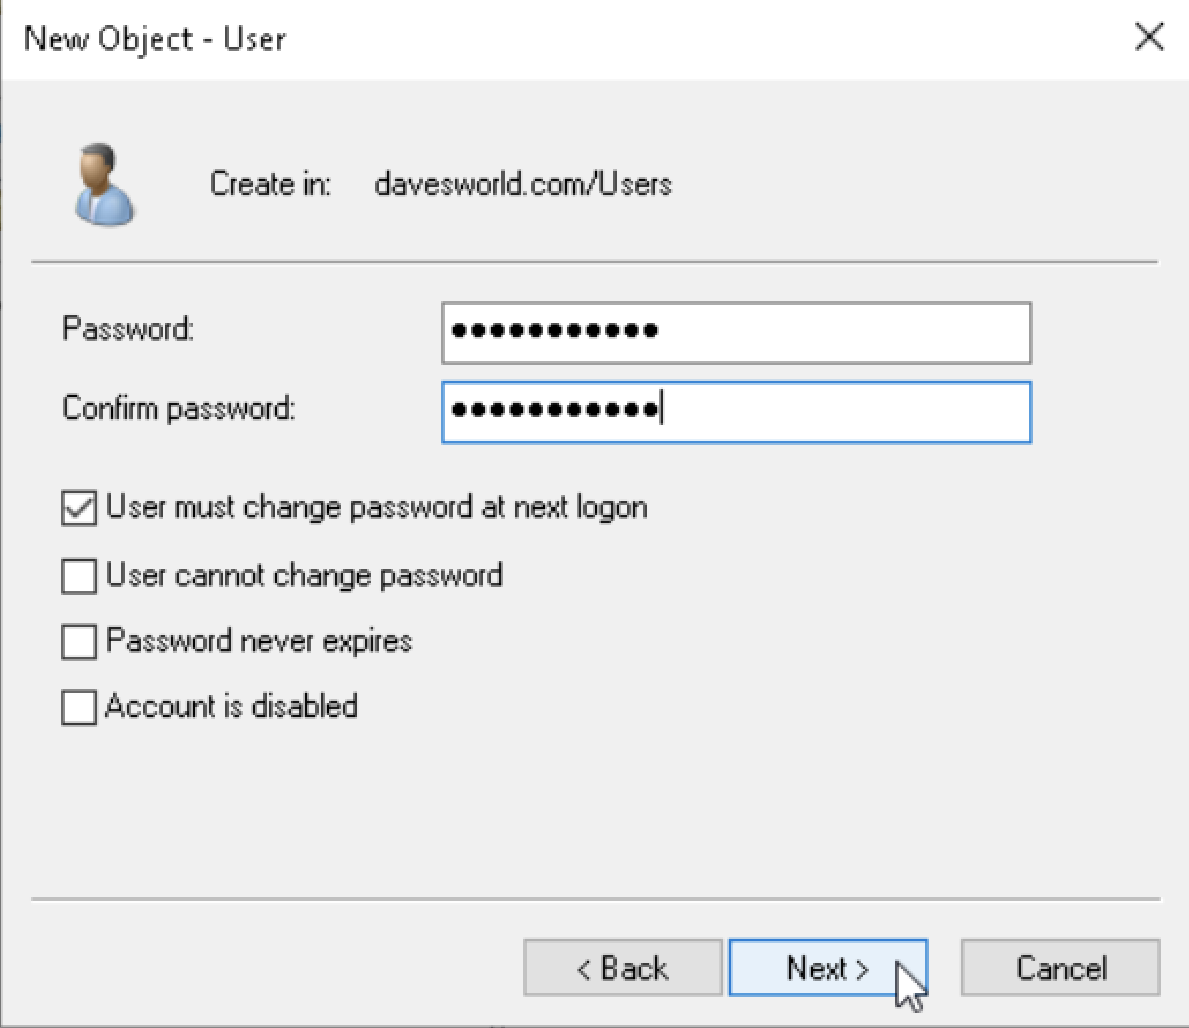 New Object - User
Create in: davesworld.com/Users
Password: ●●●●●●●●●●●
Confirm password: ●●●●●●●●●●●
User must change password at next logon
User cannot change password
Password never expires
Account is disabled
< Back Next > Cancel